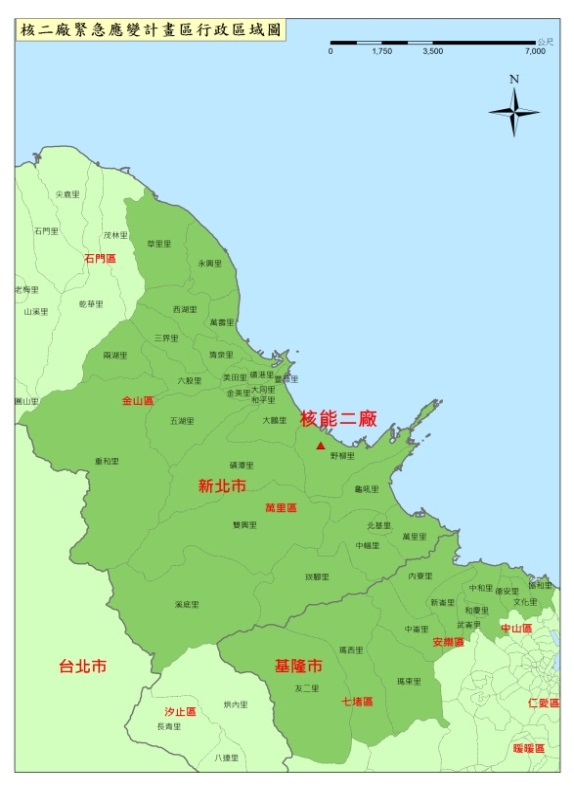 核二廠緊急應變計畫區行政區域圖
公尺
0 1,750 3,500 7,000
N
尖鹿里
石門里
茂林里
草里里
石門區
永興里
老梅里
乾華里
山溪里
西湖里
萬壽里
三界里
兩湖里
清泉里
美田里
磺港里
豐漁里
六股里
大同里
金美里
和平里
圓山里
金山區
五湖里
大鵬里
核能二廠
野柳里
重和里
磺潭里
龜吼里
新北市
萬里區
雙興里
北基里
萬里里
中幅里
崁腳里
內寮里
中和里
德安里
協和里
新崙里
文化里
溪底里
和慶里
武崙里
中崙里
中山區
安樂區
瑪西里
台北市
基隆市
瑪東里
友二里
七堵區
仁愛區
烘內里
汐止區
長青里
暖暖區
八連里